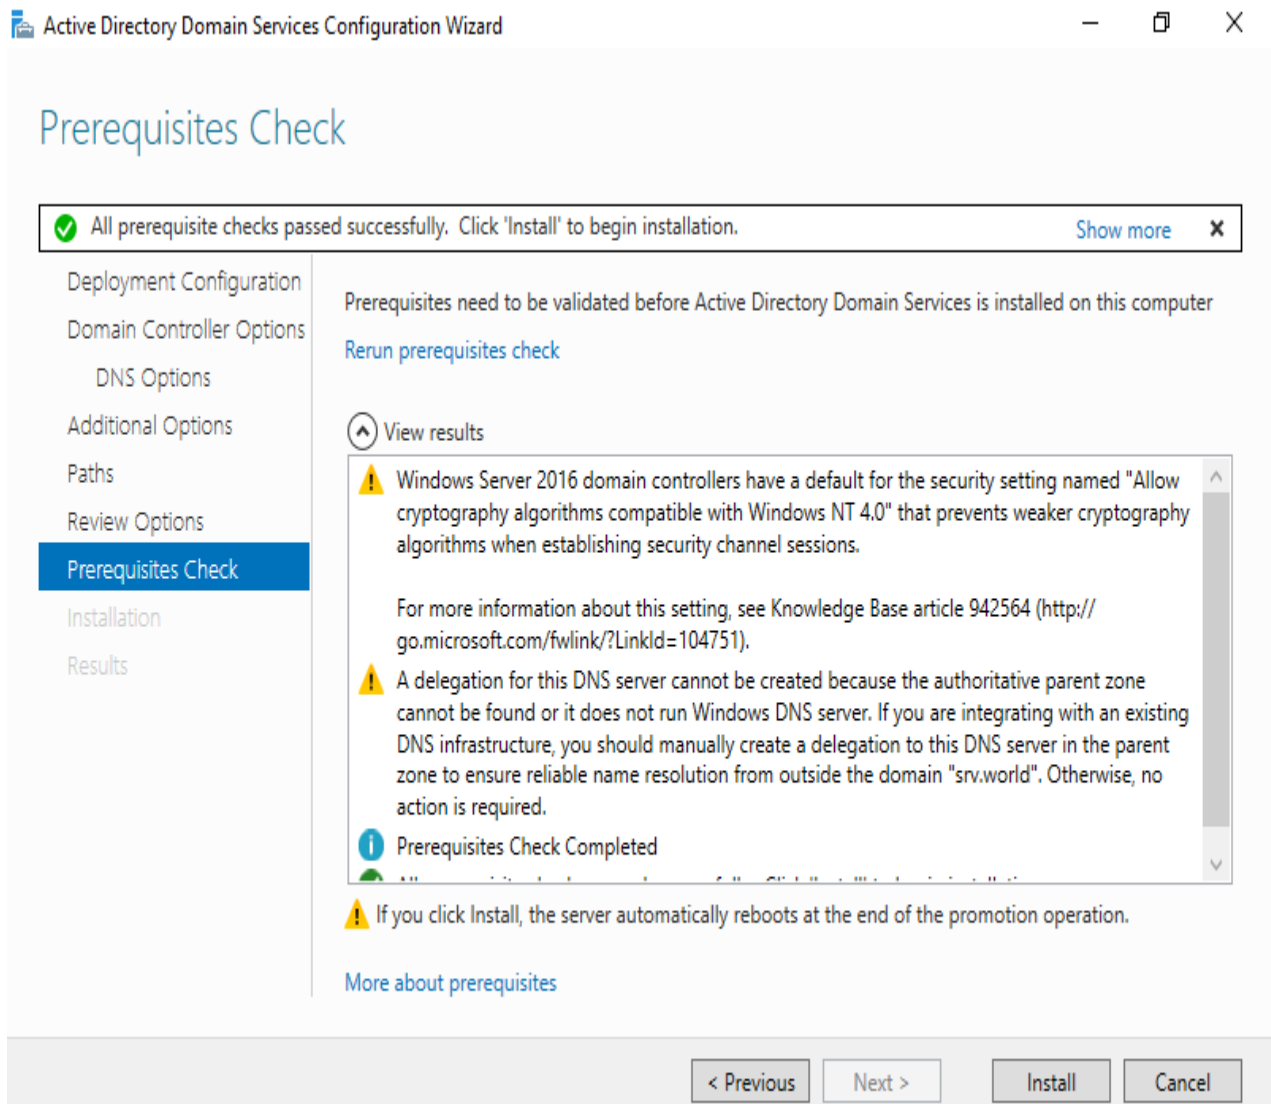 Active Directory Domain Services Configuration Wizard
Prerequisites Check
All prerequisite checks passed successfully.  Click 'Install' to begin installation.
Show more
Deployment Configuration
Domain Controller Options
DNS Options
Additional Options
Paths
Review Options
Prerequisites Check
Installation
Results
Prerequisites need to be validated before Active Directory Domain Services is installed on this computer
Rerun prerequisites check
View results
Windows Server 2016 domain controllers have a default for the security setting named "Allow
cryptography algorithms compatible with Windows NT 4.0" that prevents weaker cryptography
algorithms when establishing security channel sessions.
For more information about this setting, see Knowledge Base article 942564 (http://
go.microsoft.com/fwlink/?LinkId=104751).
A delegation for this DNS server cannot be created because the authoritative parent zone
cannot be found or it does not run Windows DNS server. If you are integrating with an existing
DNS infrastructure, you should manually create a delegation to this DNS server in the parent
zone to ensure reliable name resolution from outside the domain "srv.world". Otherwise, no
action is required.
Prerequisites Check Completed
If you click Install, the server automatically reboots at the end of the promotion operation.
More about prerequisites
< Previous
Next >
Install
Cancel